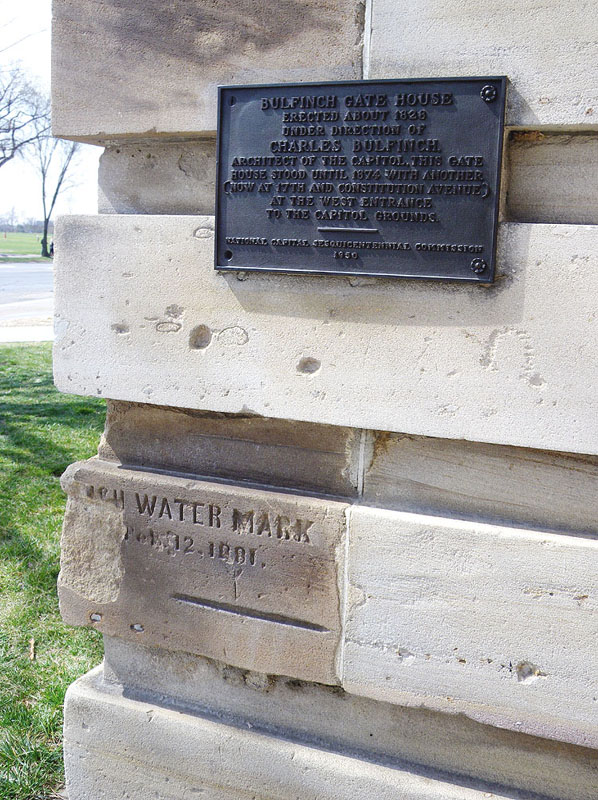 BULFINCH GATE HOUSE
ERECTED ABOUT 1828
UNDER DIRECTION OF
CHARLES BULFINCH,
ARCHITECT OF THE CAPITOL. THIS GATE
HOUSE STOOD UNTIL 1874 WITH ANOTHER
(NOW AT 17TH AND CONSTITUTION AVENUE)
AT THE WEST ENTRANCE
TO THE CAPITOL GROUNDS.
NATIONAL CAPITAL SESQUICENTENNIAL COMMISSION
1950
WATER MARK
Feb. 12. 1881.